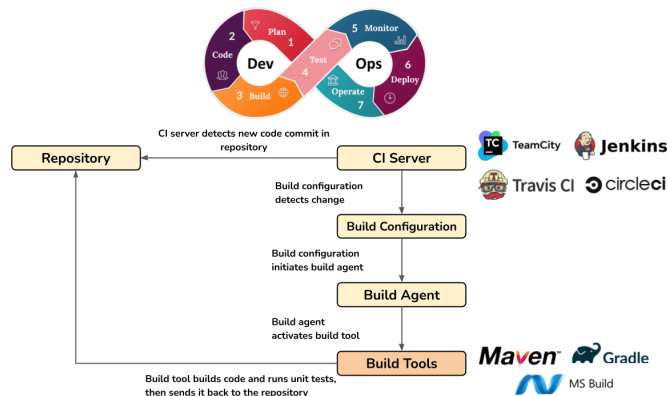 2
Code
Plan
1
Dev
3 Build
Test
4
5 Monitor
Ops
6
Deploy
Operate
7
CI server detects new code commit in
repository
Repository
CI Server
TC
TeamCity
Jenkins
Travis CI
circleci
Build configuration
detects change
Build Configuration
Build configuration
initiates build agent
Build Agent
Build agent
activates build tool
Build Tools
Maven™
Gradle
MS Build
Build tool builds code and runs unit tests,
then sends it back to the repository